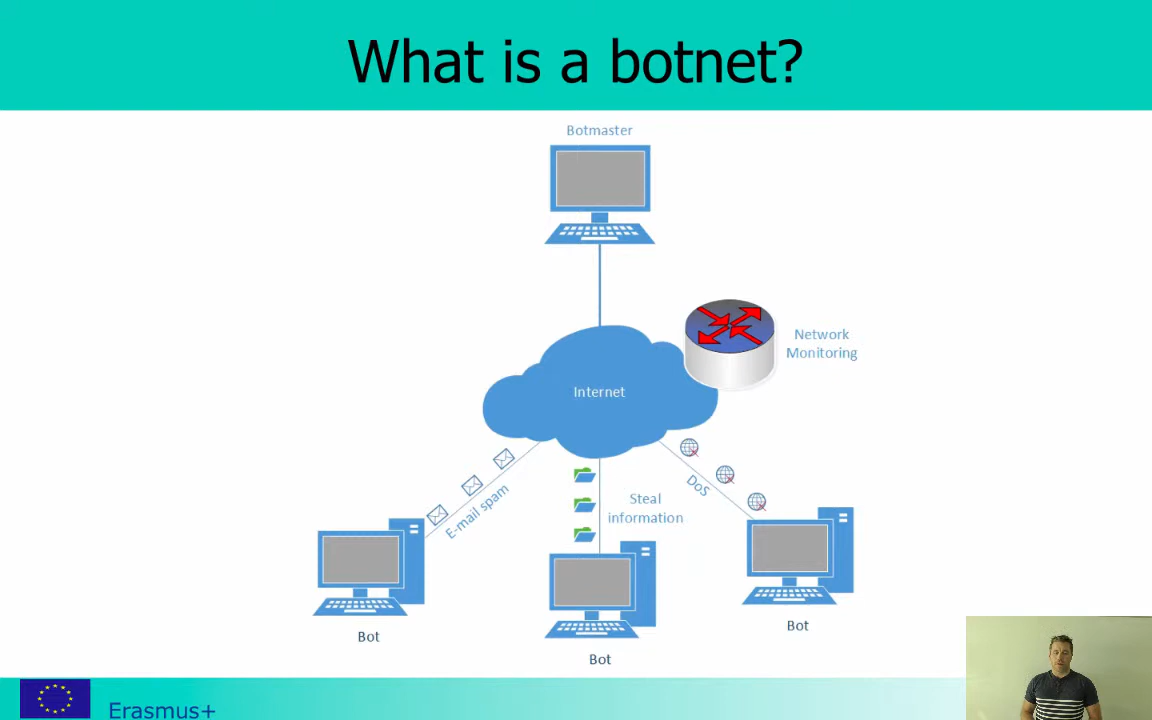 What is a botnet?
Botmaster
Network
Monitoring
Internet
E-mail spam
Steal
information
DoS
Bot
Bot
Bot
Erasmus+